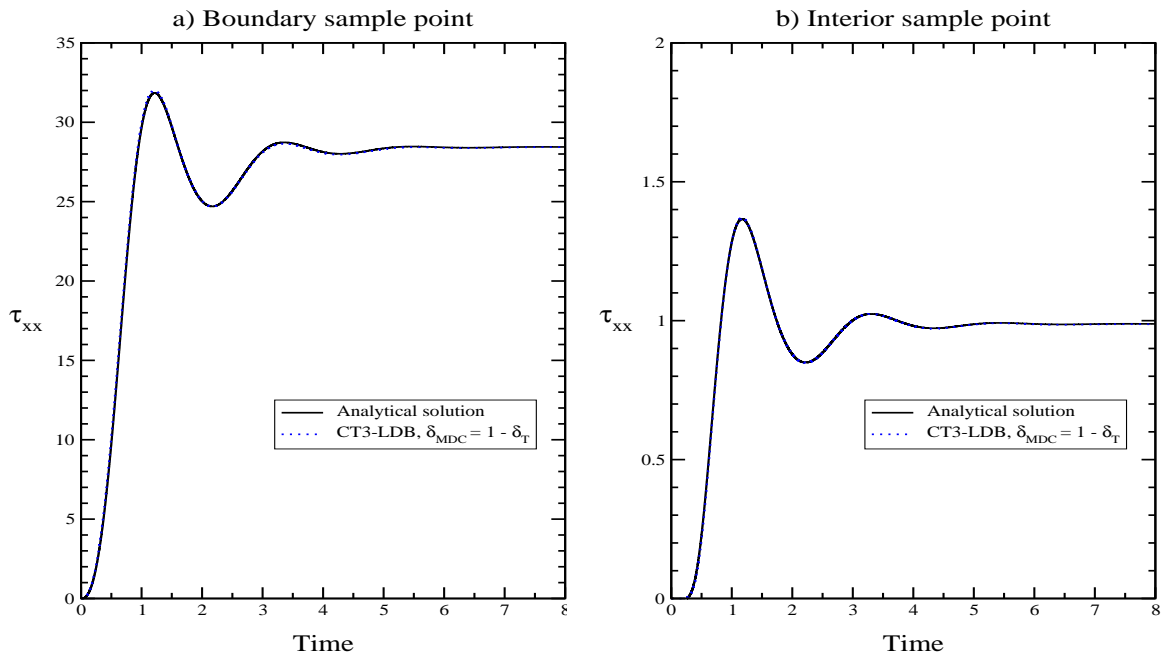 a) Boundary sample point
35
30
25
20
15
10
5
0
τxx
Analytical solution
CT3-LDB, δMDC = 1 - δT
0 1 2 3 4 5 6 7 8
Time
b) Interior sample point
2
1.5
1
0.5
0
τxx
Analytical solution
CT3-LDB, δMDC = 1 - δT
0 1 2 3 4 5 6 7 8
Time